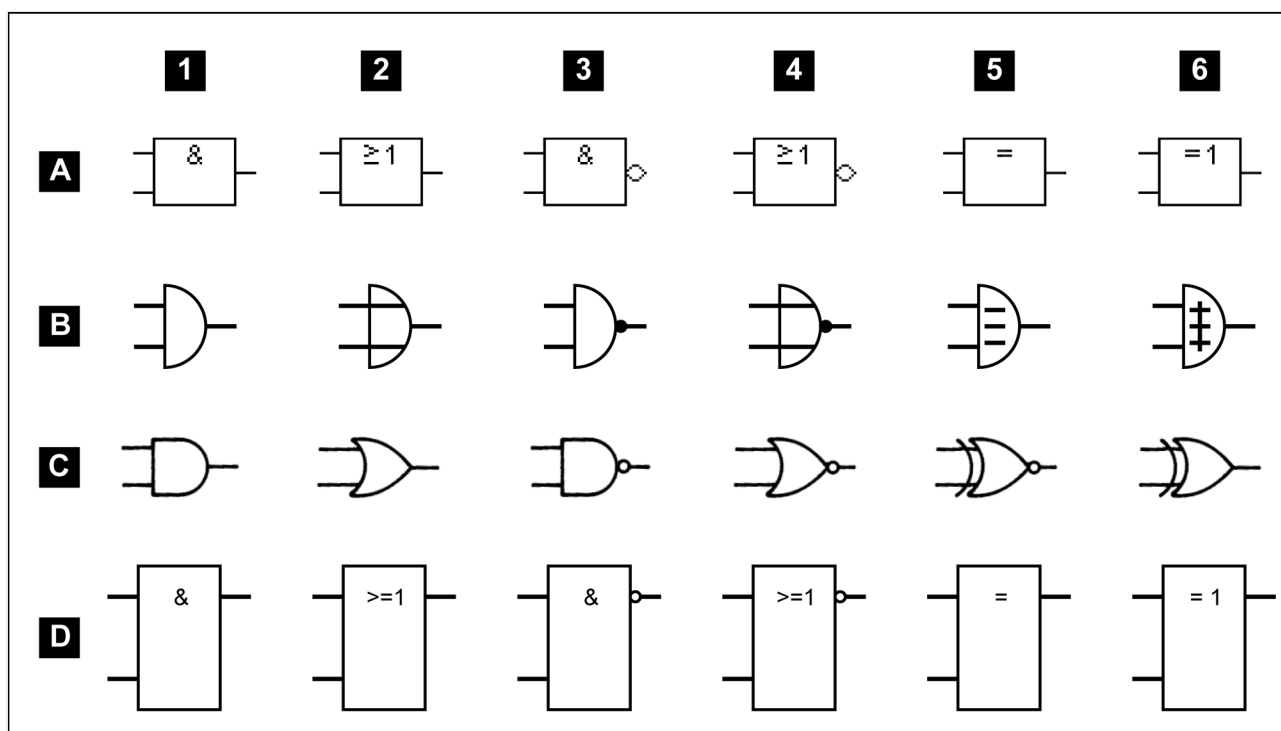 1 2 3 4 5 6
A & ≥1 & ≥1 = =1
B
C
D & >=1 & >=1 = = 1